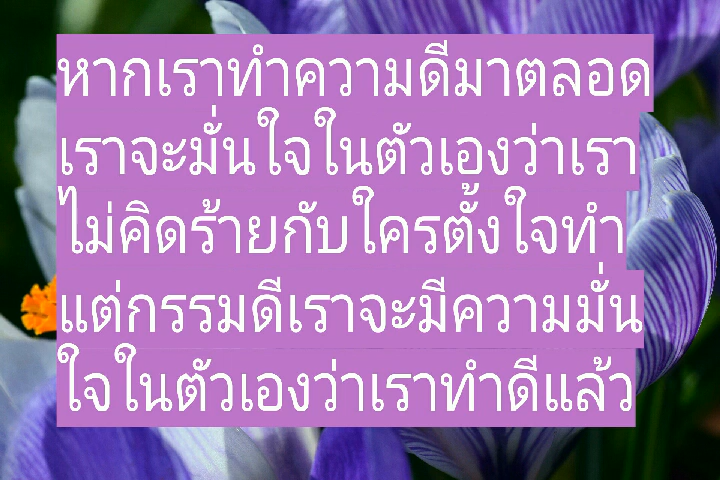 หากเราทำความดีมาตลอด
เราจะมั่นใจในตัวเองว่าเรา
ไม่คิดร้ายกับใครตั้งใจทำ
แต่กรรมดีเราจะมีความมั่น
ใจในตัวเองว่าเราทำดีแล้ว